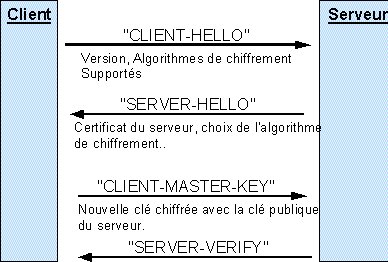 Client
Serveur
"CLIENT-HELLO"
Version, Algorithmes de chiffrement
Supportés
"SERVER-HELLO"
Certificat du serveur, choix de l'algorithme
de chiffrement..
"CLIENT-MASTER-KEY"
Nouvelle clé chiffrée avec la clé publique
du serveur.
"SERVER-VERIFY"